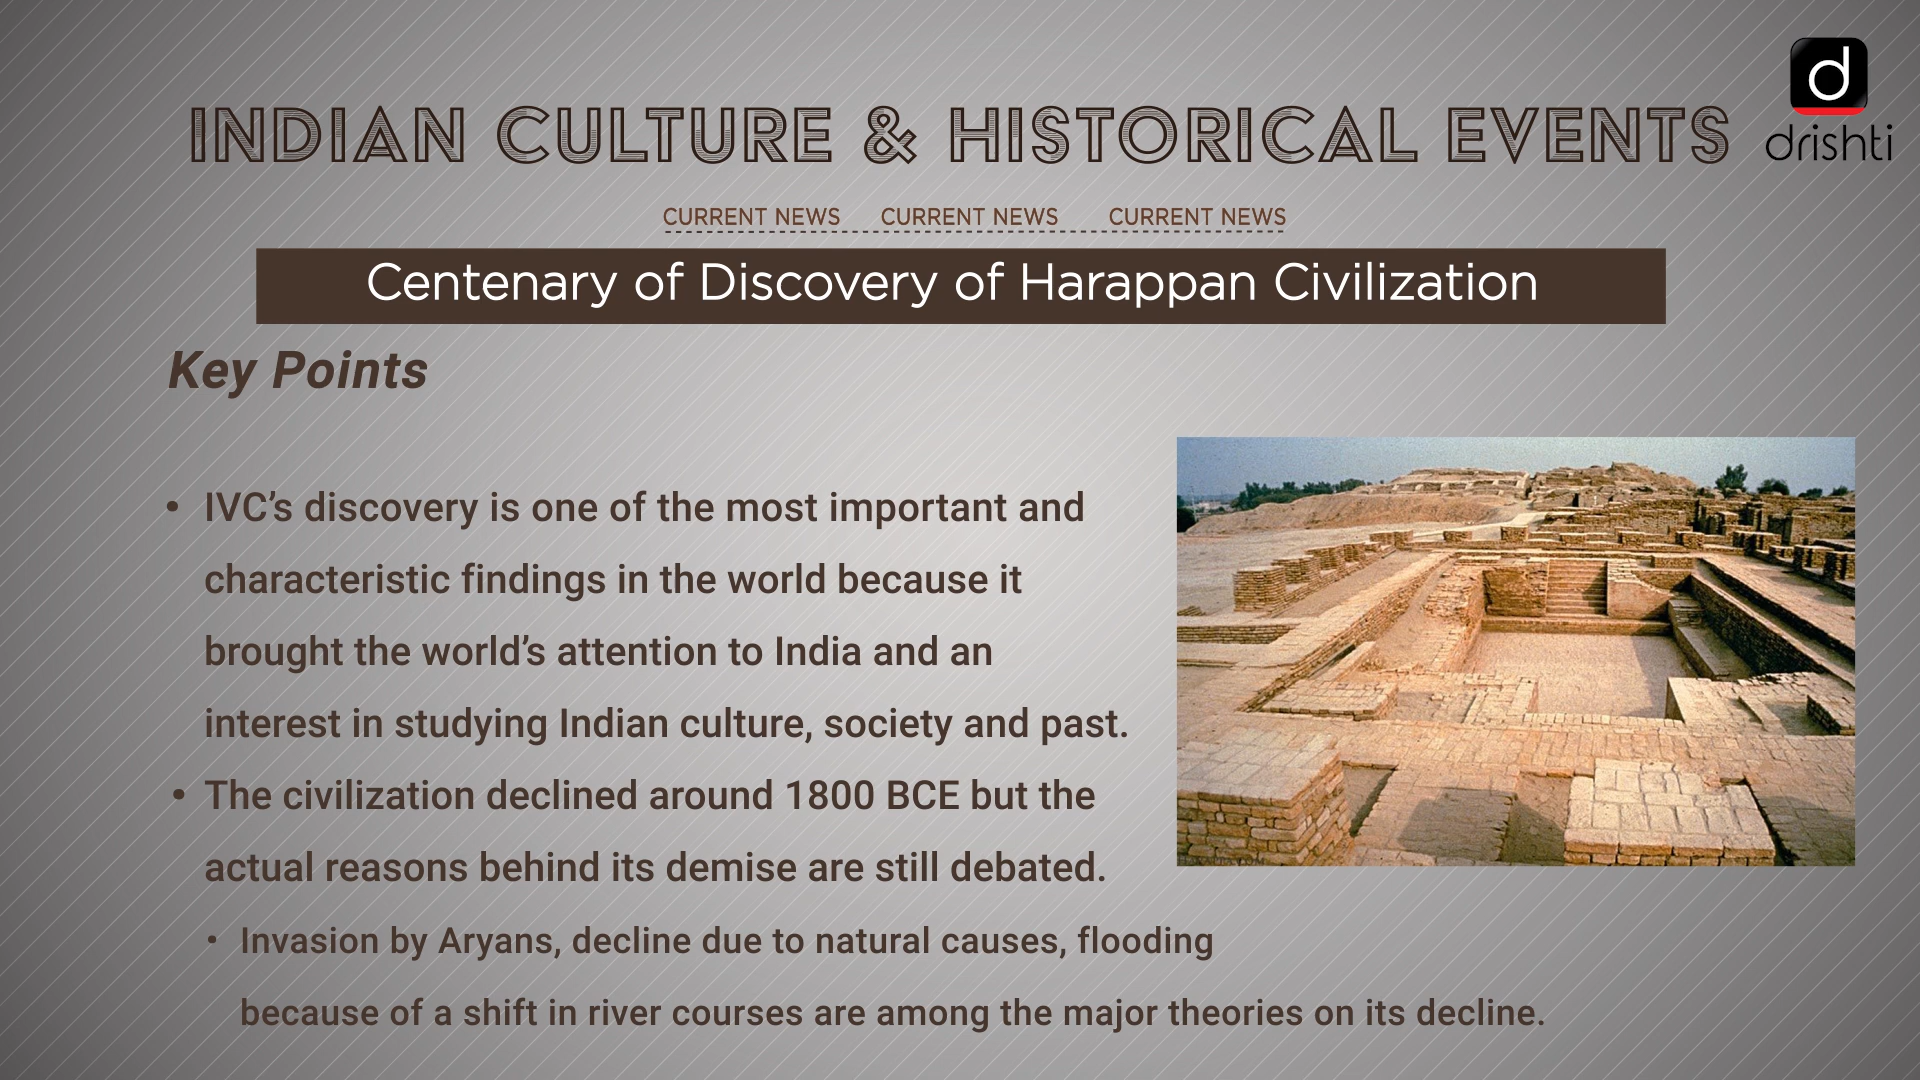 INDIAN CULTURE & HISTORICAL EVENTS
d
drishti
CURRENT NEWS CURRENT NEWS CURRENT NEWS
Centenary of Discovery of Harappan Civilization
Key Points
• IVC’s discovery is one of the most important and
characteristic findings in the world because it
brought the world’s attention to India and an
interest in studying Indian culture, society and past.
• The civilization declined around 1800 BCE but the
actual reasons behind its demise are still debated.
• Invasion by Aryans, decline due to natural causes, flooding
because of a shift in river courses are among the major theories on its decline.